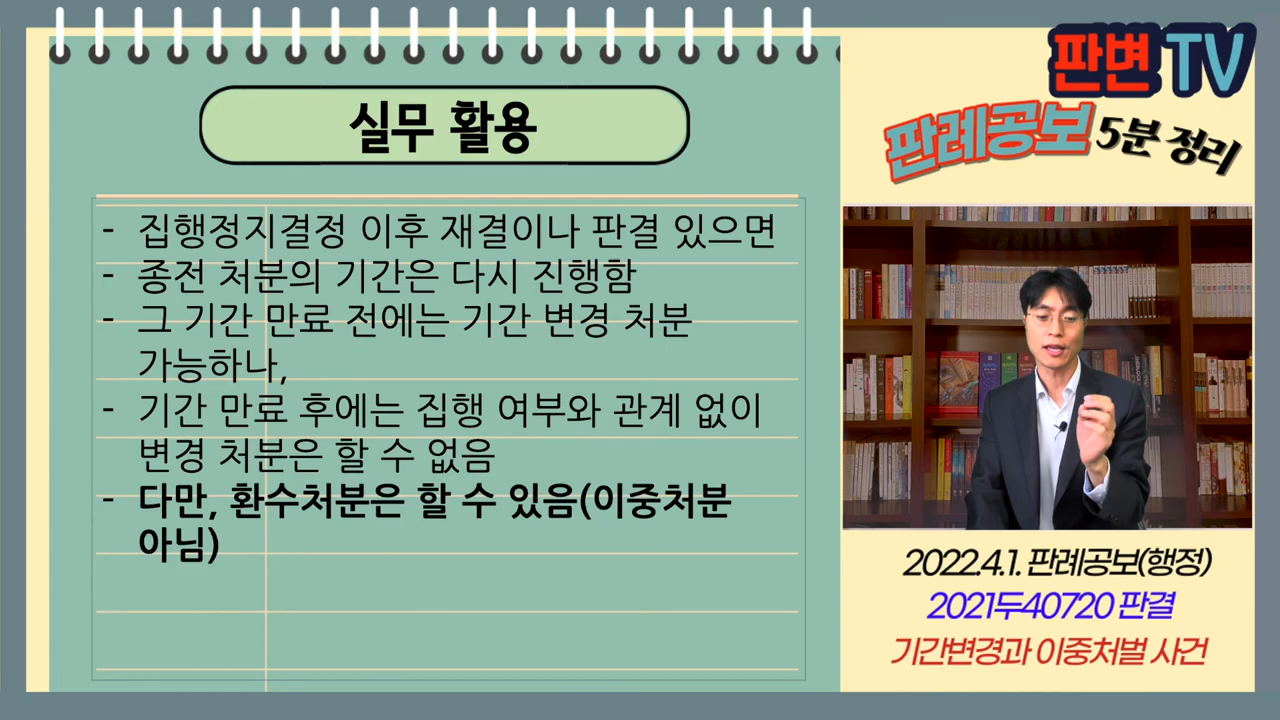 판변 TV
판례공보 5분 정리
실무 활용
- 집행정지결정 이후 재결이나 판결 있으면
- 종전 처분의 기간은 다시 진행함
- 그 기간 만료 전에는 기간 변경 처분
가능하나,
- 기간 만료 후에는 집행 여부와 관계 없이
변경 처분은 할 수 없음
- 다만, 환수처분은 할 수 있음(이중처분
아님)
2022.4.1. 판례공보(행정)
2021두40720 판결
기간변경과 이중처벌 사건